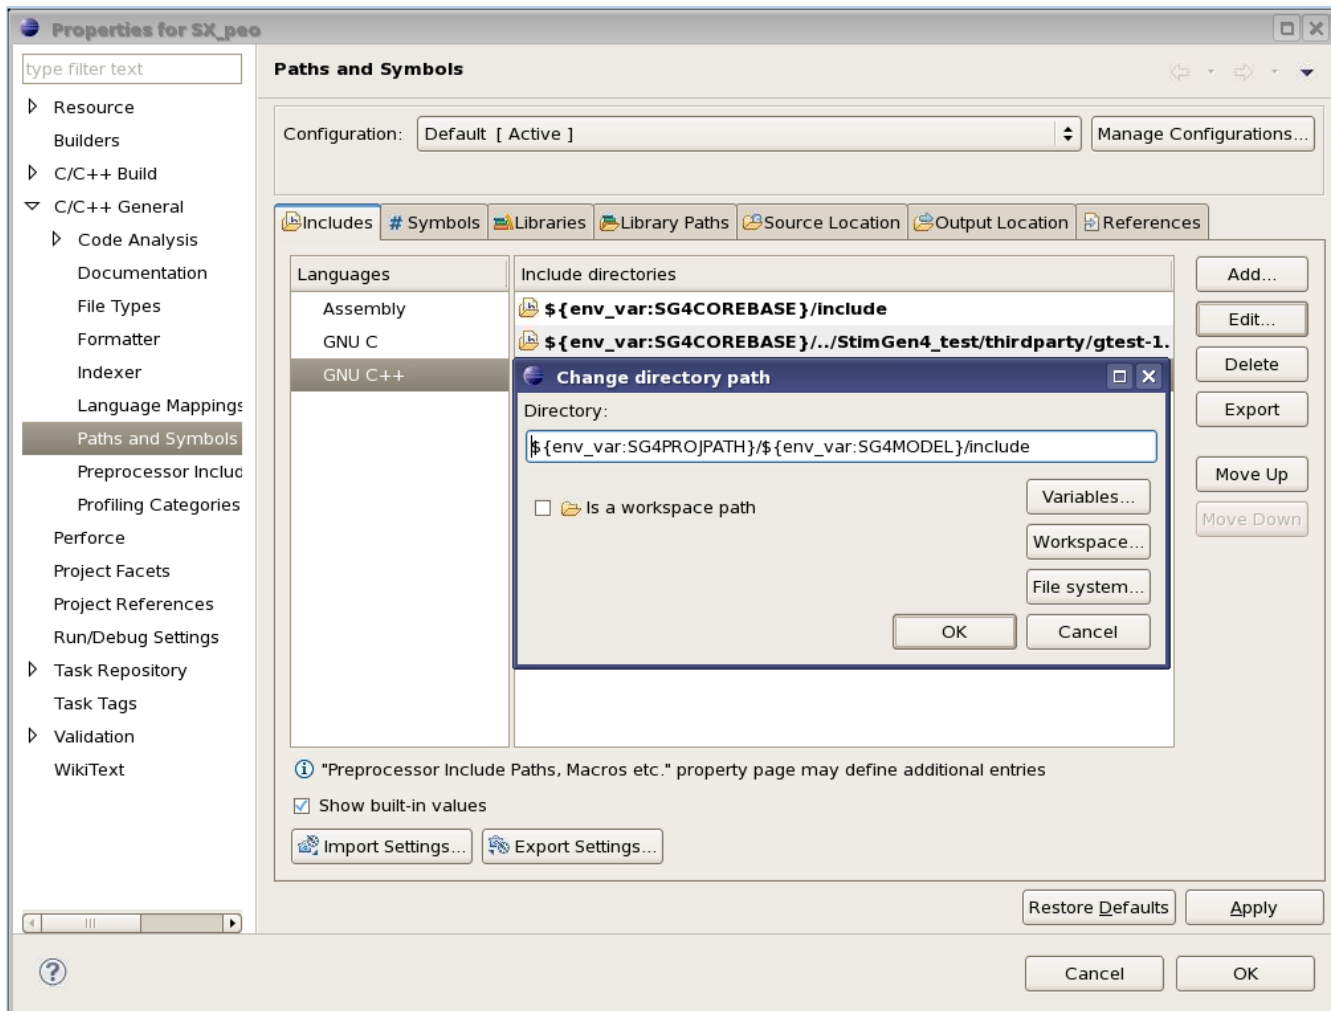 Properties for SX_peo
type filter text
Resource
Builders
C/C++ Build
C/C++ General
Code Analysis
Documentation
File Types
Formatter
Indexer
Language Mappings
Paths and Symbols
Preprocessor Includ
Profiling Categories
Perforce
Project Facets
Project References
Run/Debug Settings
Task Repository
Task Tags
Validation
WikiText
Paths and Symbols
Configuration: Default [ Active ] Manage Configurations...
Includes # Symbols Libraries Library Paths Source Location Output Location References
Languages
Assembly
GNU C
GNU C++
Include directories
${env_var:SG4COREBASE}/include
${env_var:SG4COREBASE}/../StimGen4_test/thirdparty/gtest-1.
Change directory path
Directory:
${env_var:SG4PROJPATH}/${env_var:SG4MODEL}/include
Is a workspace path
Variables...
Workspace...
File system...
OK Cancel
Add...
Edit...
Delete
Export
Move Up
Move Down
"Preprocessor Include Paths, Macros etc." property page may define additional entries
Show built-in values
Import Settings... Export Settings...
Restore Defaults Apply
? Cancel OK